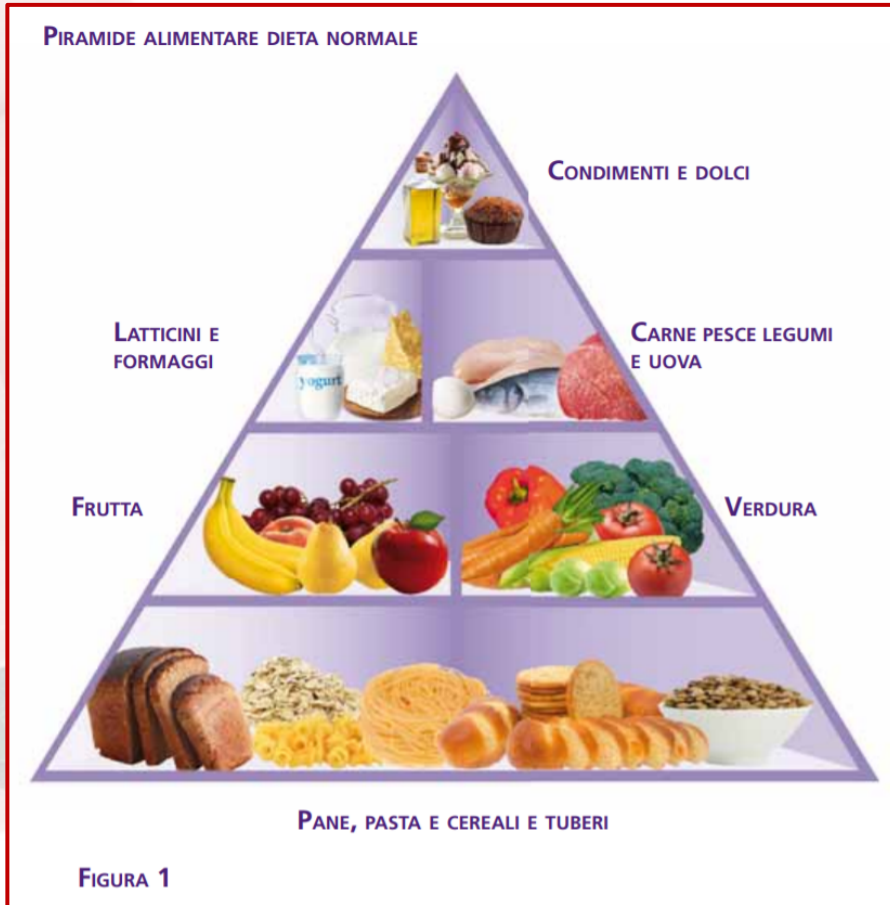 PIRAMIDE ALIMENTARE DIETA NORMALE
CONDIMENTI E DOLCI
LATTICINI E
FORMAGGI
CARNE PESCE LEGUMI
E UOVA
yogurt
FRUTTA
VERDURA
PANE, PASTA E CEREALI E TUBERI
FIGURA 1